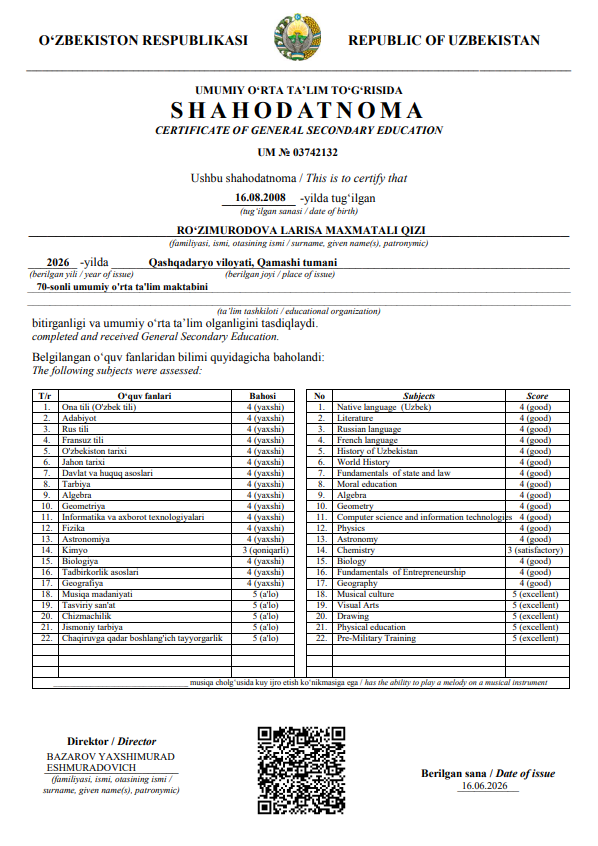 O‘ZBEKISTON RESPUBLIKASI REPUBLIC OF UZBEKISTAN
UMUMIY O‘RTA TA’LIM TO‘G‘RISIDA
SHAHODATNOMA
CERTIFICATE OF GENERAL SECONDARY EDUCATION
UM № 03742132
Ushbu shahodatnoma / This is to certify that
16.08.2008 -yilda tug‘ilgan
(tug‘ilgan sanasi / date of birth)
RO‘ZIMURODOVA LARISA MAXMATALI QIZI
(familiyasi, ismi, otasining ismi / surname, given name(s), patronymic)
2026 -yilda Qashqadaryo viloyati, Qamashi tumani
(berilgan yili / year of issue) (berilgan joyi / place of issue)
70-sonli umumiy o'rta ta'lim maktabini
(ta’lim tashkiloti / educational organization)
bitirganligi va umumiy o‘rta ta’lim olganligini tasdiqlaydi.
completed and received General Secondary Education.
Belgilangan o‘quv fanlaridan bilimi quyidagicha baholandi:
The following subjects were assessed:
T/r O‘quv fanlari Bahosi No Subjects Score
1. Ona tili (O'zbek tili) 4 (yaxshi) 1. Native language (Uzbek) 4 (good)
2. Adabiyot 4 (yaxshi) 2. Literature 4 (good)
3. Rus tili 4 (yaxshi) 3. Russian language 4 (good)
4. Fransuz tili 4 (yaxshi) 4. French language 4 (good)
5. O'zbekiston tarixi 4 (yaxshi) 5. History of Uzbekistan 4 (good)
6. Jahon tarixi 4 (yaxshi) 6. World History 4 (good)
7. Davlat va huquq asoslari 4 (yaxshi) 7. Fundamentals of state and law 4 (good)
8. Tarbiya 4 (yaxshi) 8. Moral education 4 (good)
9. Algebra 4 (yaxshi) 9. Algebra 4 (good)
10. Geometriya 4 (yaxshi) 10. Geometry 4 (good)
11. Informatika va axborot texnologiyalari 4 (yaxshi) 11. Computer science and information technologies 4 (good)
12. Fizika 4 (yaxshi) 12. Physics 4 (good)
13. Astronomiya 4 (yaxshi) 13. Astronomy 4 (good)
14. Kimyo 3 (qoniqarli) 14. Chemistry 3 (satisfactory)
15. Biologiya 4 (yaxshi) 15. Biology 4 (good)
16. Tadbirkorlik asoslari 4 (yaxshi) 16. Fundamentals of Entrepreneurship 4 (good)
17. Geografiya 4 (yaxshi) 17. Geography 4 (good)
18. Musiqa madaniyati 5 (a'lo) 18. Musical culture 5 (excellent)
19. Tasviriy san'at 5 (a'lo) 19. Visual Arts 5 (excellent)
20. Chizmachilik 5 (a'lo) 20. Drawing 5 (excellent)
21. Jismoniy tarbiya 5 (a'lo) 21. Physical education 5 (excellent)
22. Chaqiruvga qadar boshlang'ich tayyorgarlik 5 (a'lo) 22. Pre-Military Training 5 (excellent)
musiqa cholg‘usida kuy ijro etish ko‘nikmasiga ega / has the ability to play a melody on a musical instrument
Direktor / Director
BAZAROV YAXSHIMURAD
ESHMURADOVICH
(familiyasi, ismi, otasining ismi /
surname, given name(s), patronymic)
Berilgan sana / Date of issue
16.06.2026